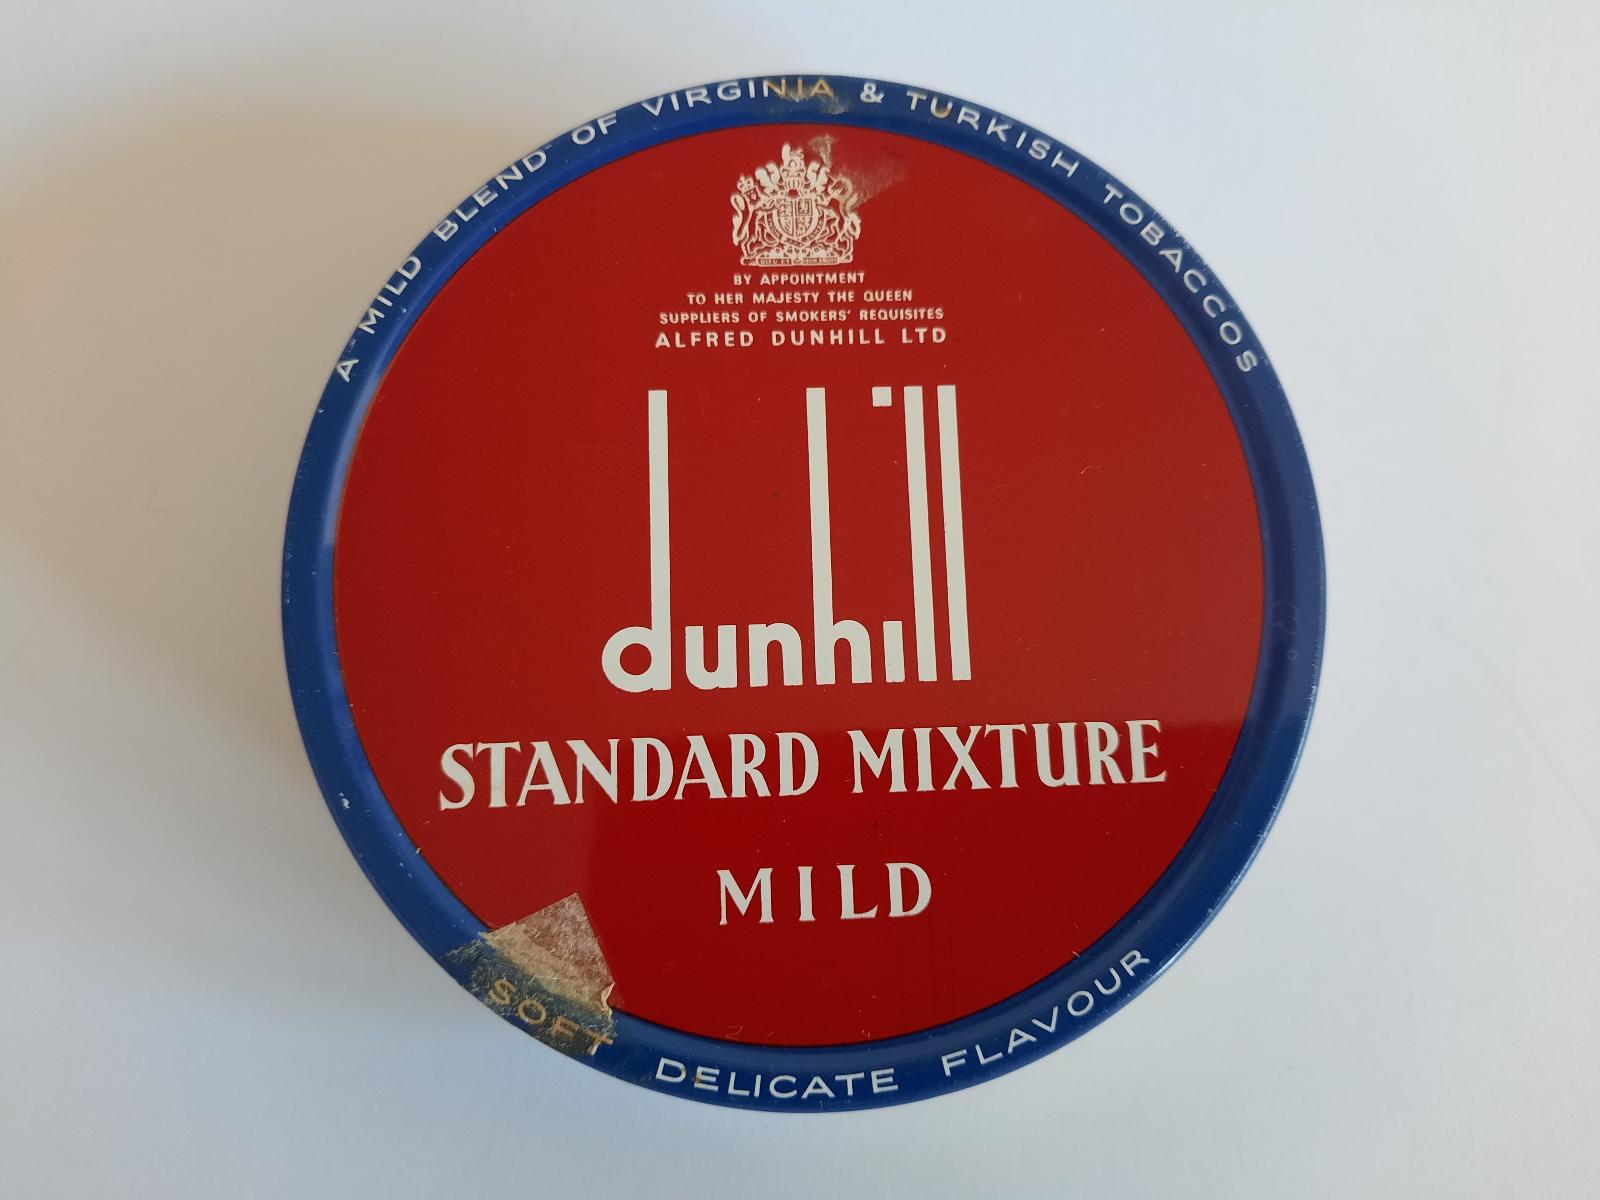 A MILD BLEND OF VIRGINIA & TURKISH TOBACCOS
BY APPOINTMENT
TO HER MAJESTY THE QUEEN
SUPPLIERS OF SMOKERS' REQUISITES
ALFRED DUNHILL LTD
dunhill
STANDARD MIXTURE
MILD
SOFT DELICATE FLAVOUR